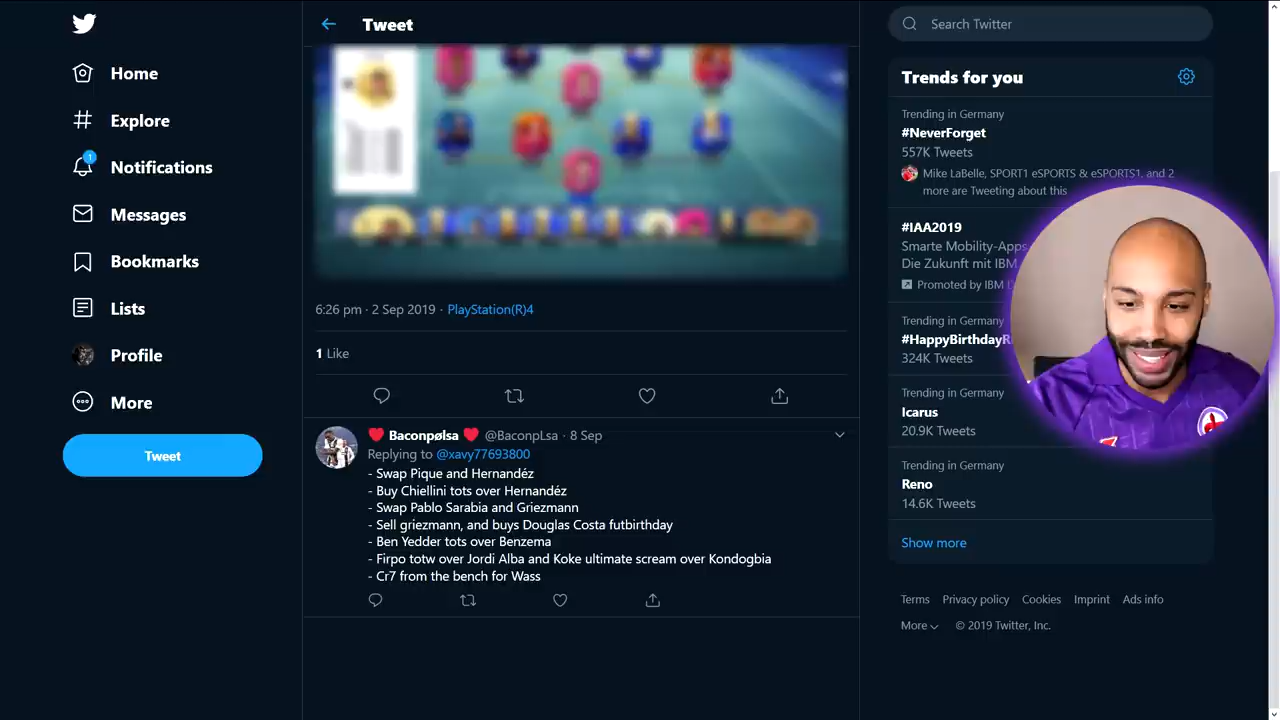 Home
Explore
1
Notifications
Messages
Bookmarks
Lists
Profile
More
Tweet
Tweet
6:26 pm · 2 Sep 2019 · PlayStation(R)4
1 Like
Baconpølsa @BaconpLsa · 8 Sep
Replying to @xavy77693800
- Swap Pique and Hernandéz
- Buy Chiellini tots over Hernandéz
- Swap Pablo Sarabia and Griezmann
- Sell griezmann, and buys Douglas Costa futbirthday
- Ben Yedder tots over Benzema
- Firpo totw over Jordi Alba and Koke ultimate scream over Kondogbia
- Cr7 from the bench for Wass
Search Twitter
Trends for you
Trending in Germany
#NeverForget
557K Tweets
Mike LaBelle, SPORT1 eSPORTS & eSPORTS1, and 2
more are Tweeting about this
#IAA2019
Smarte Mobility-Apps
Die Zukunft mit IBM
Promoted by IBM
Trending in Germany
324K Tweets
Trending in Germany
Icarus
20.9K Tweets
Trending in Germany
Reno
14.6K Tweets
Show more
Terms Privacy policy Cookies Imprint Ads info
More © 2019 Twitter, Inc.